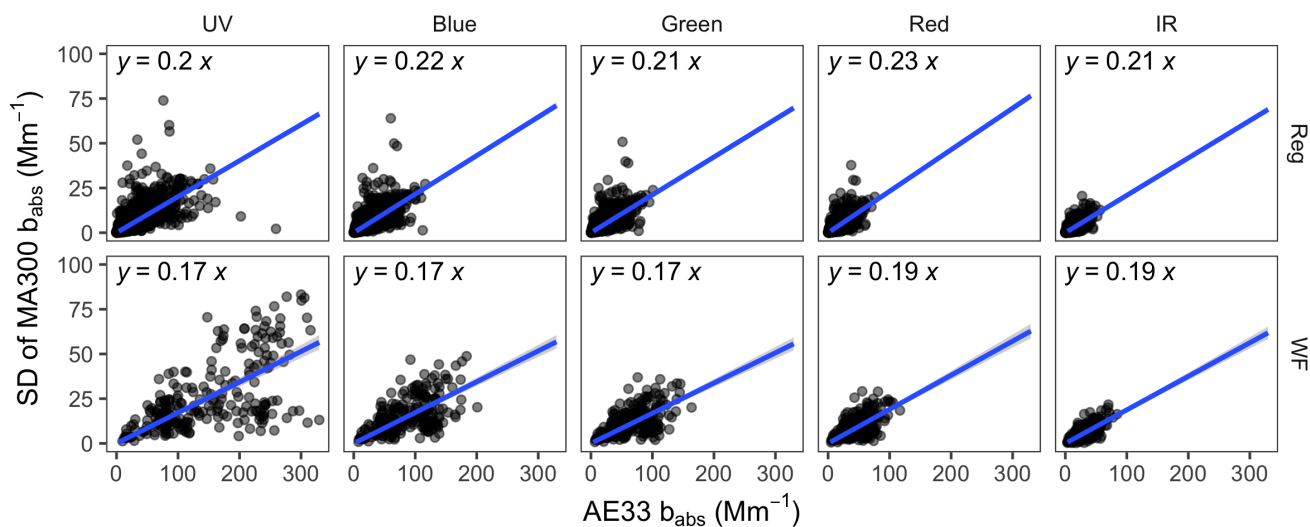 UV Blue Green Red IR
y = 0.2 x y = 0.22 x y = 0.21 x y = 0.23 x y = 0.21 x
100
75
50
25
0
Reg
y = 0.17 x y = 0.17 x y = 0.17 x y = 0.19 x y = 0.19 x
100
75
50
25
0
WF
0 100 200 300 0 100 200 300 0 100 200 300 0 100 200 300 0 100 200 300
AE33 b_abs (Mm⁻¹)
SD of MA300 b_abs (Mm⁻¹)